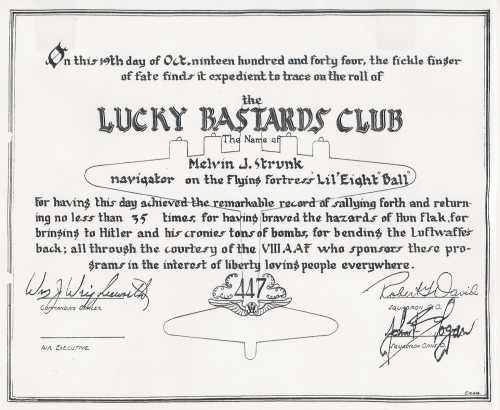 On this 19th day of Oct. nineteen hundred and forty four, the fickle finger
of fate finds it expedient to trace on the roll of
the
LUCKY BASTARDS CLUB
The Name of
Melvin J. Strunk
navigator on the Flying Fortress "Lil' Eight Ball"
for having this day achieved the remarkable record of sallying forth and return-
ing no less than 35 times, for having braved the hazards of Hun Flak, for
bringing to Hitler and his cronies tons of bombs, for bending the Luftwaffes
back; all through the courtesy of the VIII A.A.F. who sponsors these pro-
grams in the interest of liberty loving people everywhere.
447
COMMANDING OFFICER
SQUADRON C.O.
AIR EXECUTIVE